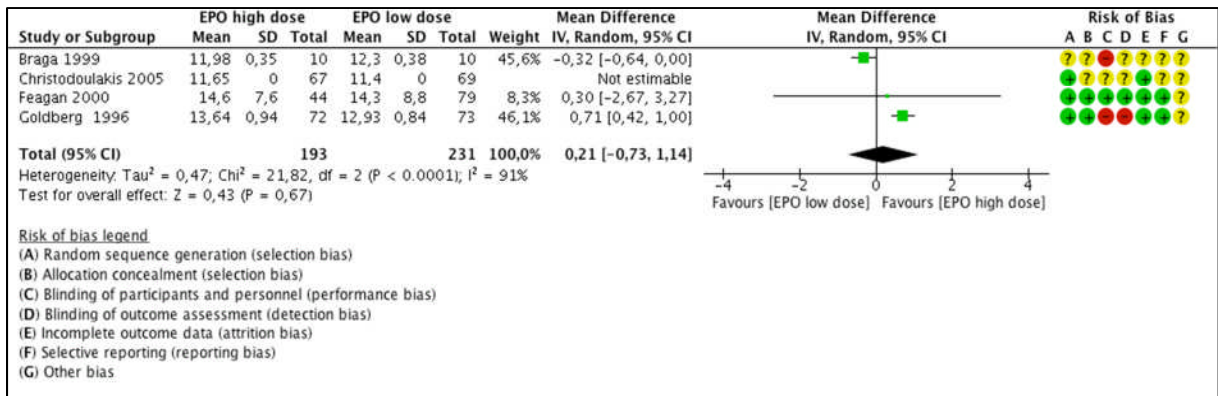 EPO high dose EPO low dose Mean Difference Mean Difference Risk of Bias
Study or Subgroup Mean SD Total Mean SD Total Weight IV, Random, 95% CI IV, Random, 95% CI A B C D E F G
Braga 1999 11,98 0,35 10 12,3 0,38 10 45,6% -0,32 [-0,64, 0,00] ? ? - ? ? ? ?
Christodoulakis 2005 11,65 0 67 11,4 0 69 Not estimable + ? ? ? + ? ?
Feagan 2000 14,6 7,6 44 14,3 8,8 79 8,3% 0,30 [-2,67, 3,27] + + + + + + ?
Goldberg 1996 13,64 0,94 72 12,93 0,84 73 46,1% 0,71 [0,42, 1,00] + + - - + + ?
Total (95% CI) 193 231 100,0% 0,21 [-0,73, 1,14]
Heterogeneity: Tau² = 0,47; Chi² = 21,82, df = 2 (P < 0.0001); I² = 91%
Test for overall effect: Z = 0,43 (P = 0,67)
-4 -2 0 2 4
Favours [EPO low dose] Favours [EPO high dose]
Risk of bias legend
(A) Random sequence generation (selection bias)
(B) Allocation concealment (selection bias)
(C) Blinding of participants and personnel (performance bias)
(D) Blinding of outcome assessment (detection bias)
(E) Incomplete outcome data (attrition bias)
(F) Selective reporting (reporting bias)
(G) Other bias